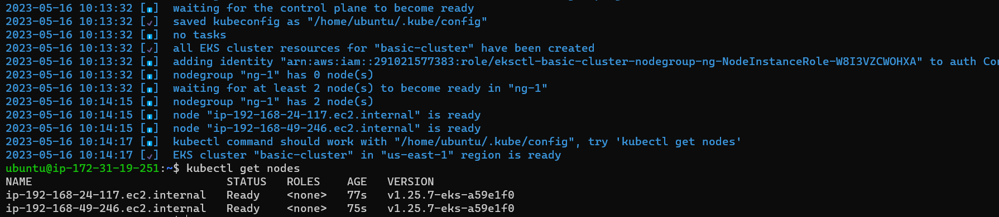 2023-05-16 10:13:32 [ℹ]  waiting for the control plane to become ready
2023-05-16 10:13:32 [✔]  saved kubeconfig as "/home/ubuntu/.kube/config"
2023-05-16 10:13:32 [ℹ]  no tasks
2023-05-16 10:13:32 [✔]  all EKS cluster resources for "basic-cluster" have been created
2023-05-16 10:13:32 [ℹ]  adding identity "arn:aws:iam::291021577383:role/eksctl-basic-cluster-nodegroup-ng-NodeInstanceRole-W8I3VZCWOHXA" to auth Con
2023-05-16 10:13:32 [ℹ]  nodegroup "ng-1" has 0 node(s)
2023-05-16 10:13:32 [ℹ]  waiting for at least 2 node(s) to become ready in "ng-1"
2023-05-16 10:14:15 [ℹ]  nodegroup "ng-1" has 2 node(s)
2023-05-16 10:14:15 [ℹ]  node "ip-192-168-24-117.ec2.internal" is ready
2023-05-16 10:14:15 [ℹ]  node "ip-192-168-49-246.ec2.internal" is ready
2023-05-16 10:14:17 [ℹ]  kubectl command should work with "/home/ubuntu/.kube/config", try 'kubectl get nodes'
2023-05-16 10:14:17 [✔]  EKS cluster "basic-cluster" in "us-east-1" region is ready
ubuntu@ip-172-31-19-251:~$ kubectl get nodes
NAME                             STATUS   ROLES    AGE   VERSION
ip-192-168-24-117.ec2.internal   Ready    <none>   77s   v1.25.7-eks-a59e1f0
ip-192-168-49-246.ec2.internal   Ready    <none>   75s   v1.25.7-eks-a59e1f0